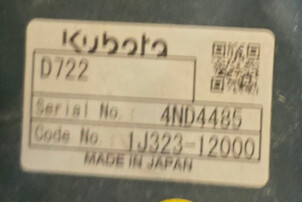 Kubota
D722
Serial No. 4ND4485
Code No. 1J323-12000
MADE IN JAPAN